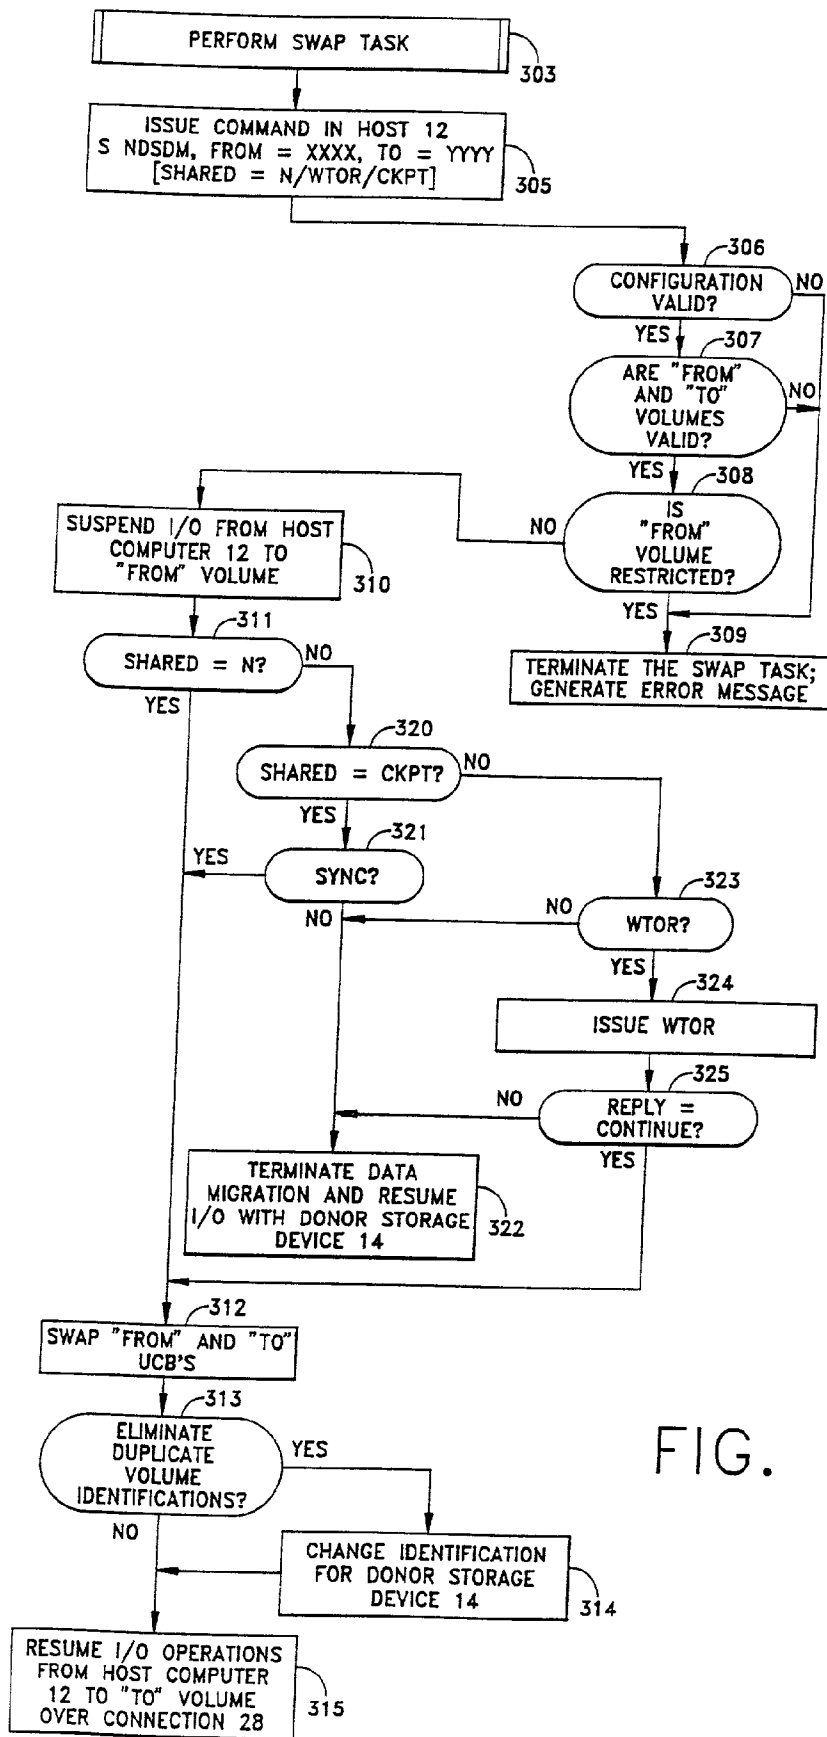 PERFORM SWAP TASK
303
ISSUE COMMAND IN HOST 12
S NDSDM, FROM = XXXX, TO = YYYY
[SHARED = N/WTOR/CKPT]
305
306
CONFIGURATION
VALID?
NO
YES
307
ARE "FROM"
AND "TO"
VOLUMES
VALID?
NO
YES
308
IS
"FROM"
VOLUME
RESTRICTED?
NO
YES
SUSPEND I/O FROM HOST
COMPUTER 12 TO
"FROM" VOLUME
310
309
TERMINATE THE SWAP TASK;
GENERATE ERROR MESSAGE
311
SHARED = N?
NO
YES
320
SHARED = CKPT?
NO
YES
321
SYNC?
YES
NO
323
WTOR?
NO
YES
324
ISSUE WTOR
325
REPLY =
CONTINUE?
NO
YES
TERMINATE DATA
MIGRATION AND RESUME
I/O WITH DONOR STORAGE
DEVICE 14
322
312
SWAP "FROM" AND "TO"
UCB'S
313
ELIMINATE
DUPLICATE
VOLUME
IDENTIFICATIONS?
YES
NO
CHANGE IDENTIFICATION
FOR DONOR STORAGE
DEVICE 14
314
RESUME I/O OPERATIONS
FROM HOST COMPUTER
12 TO "TO" VOLUME
OVER CONNECTION 28
315
FIG.